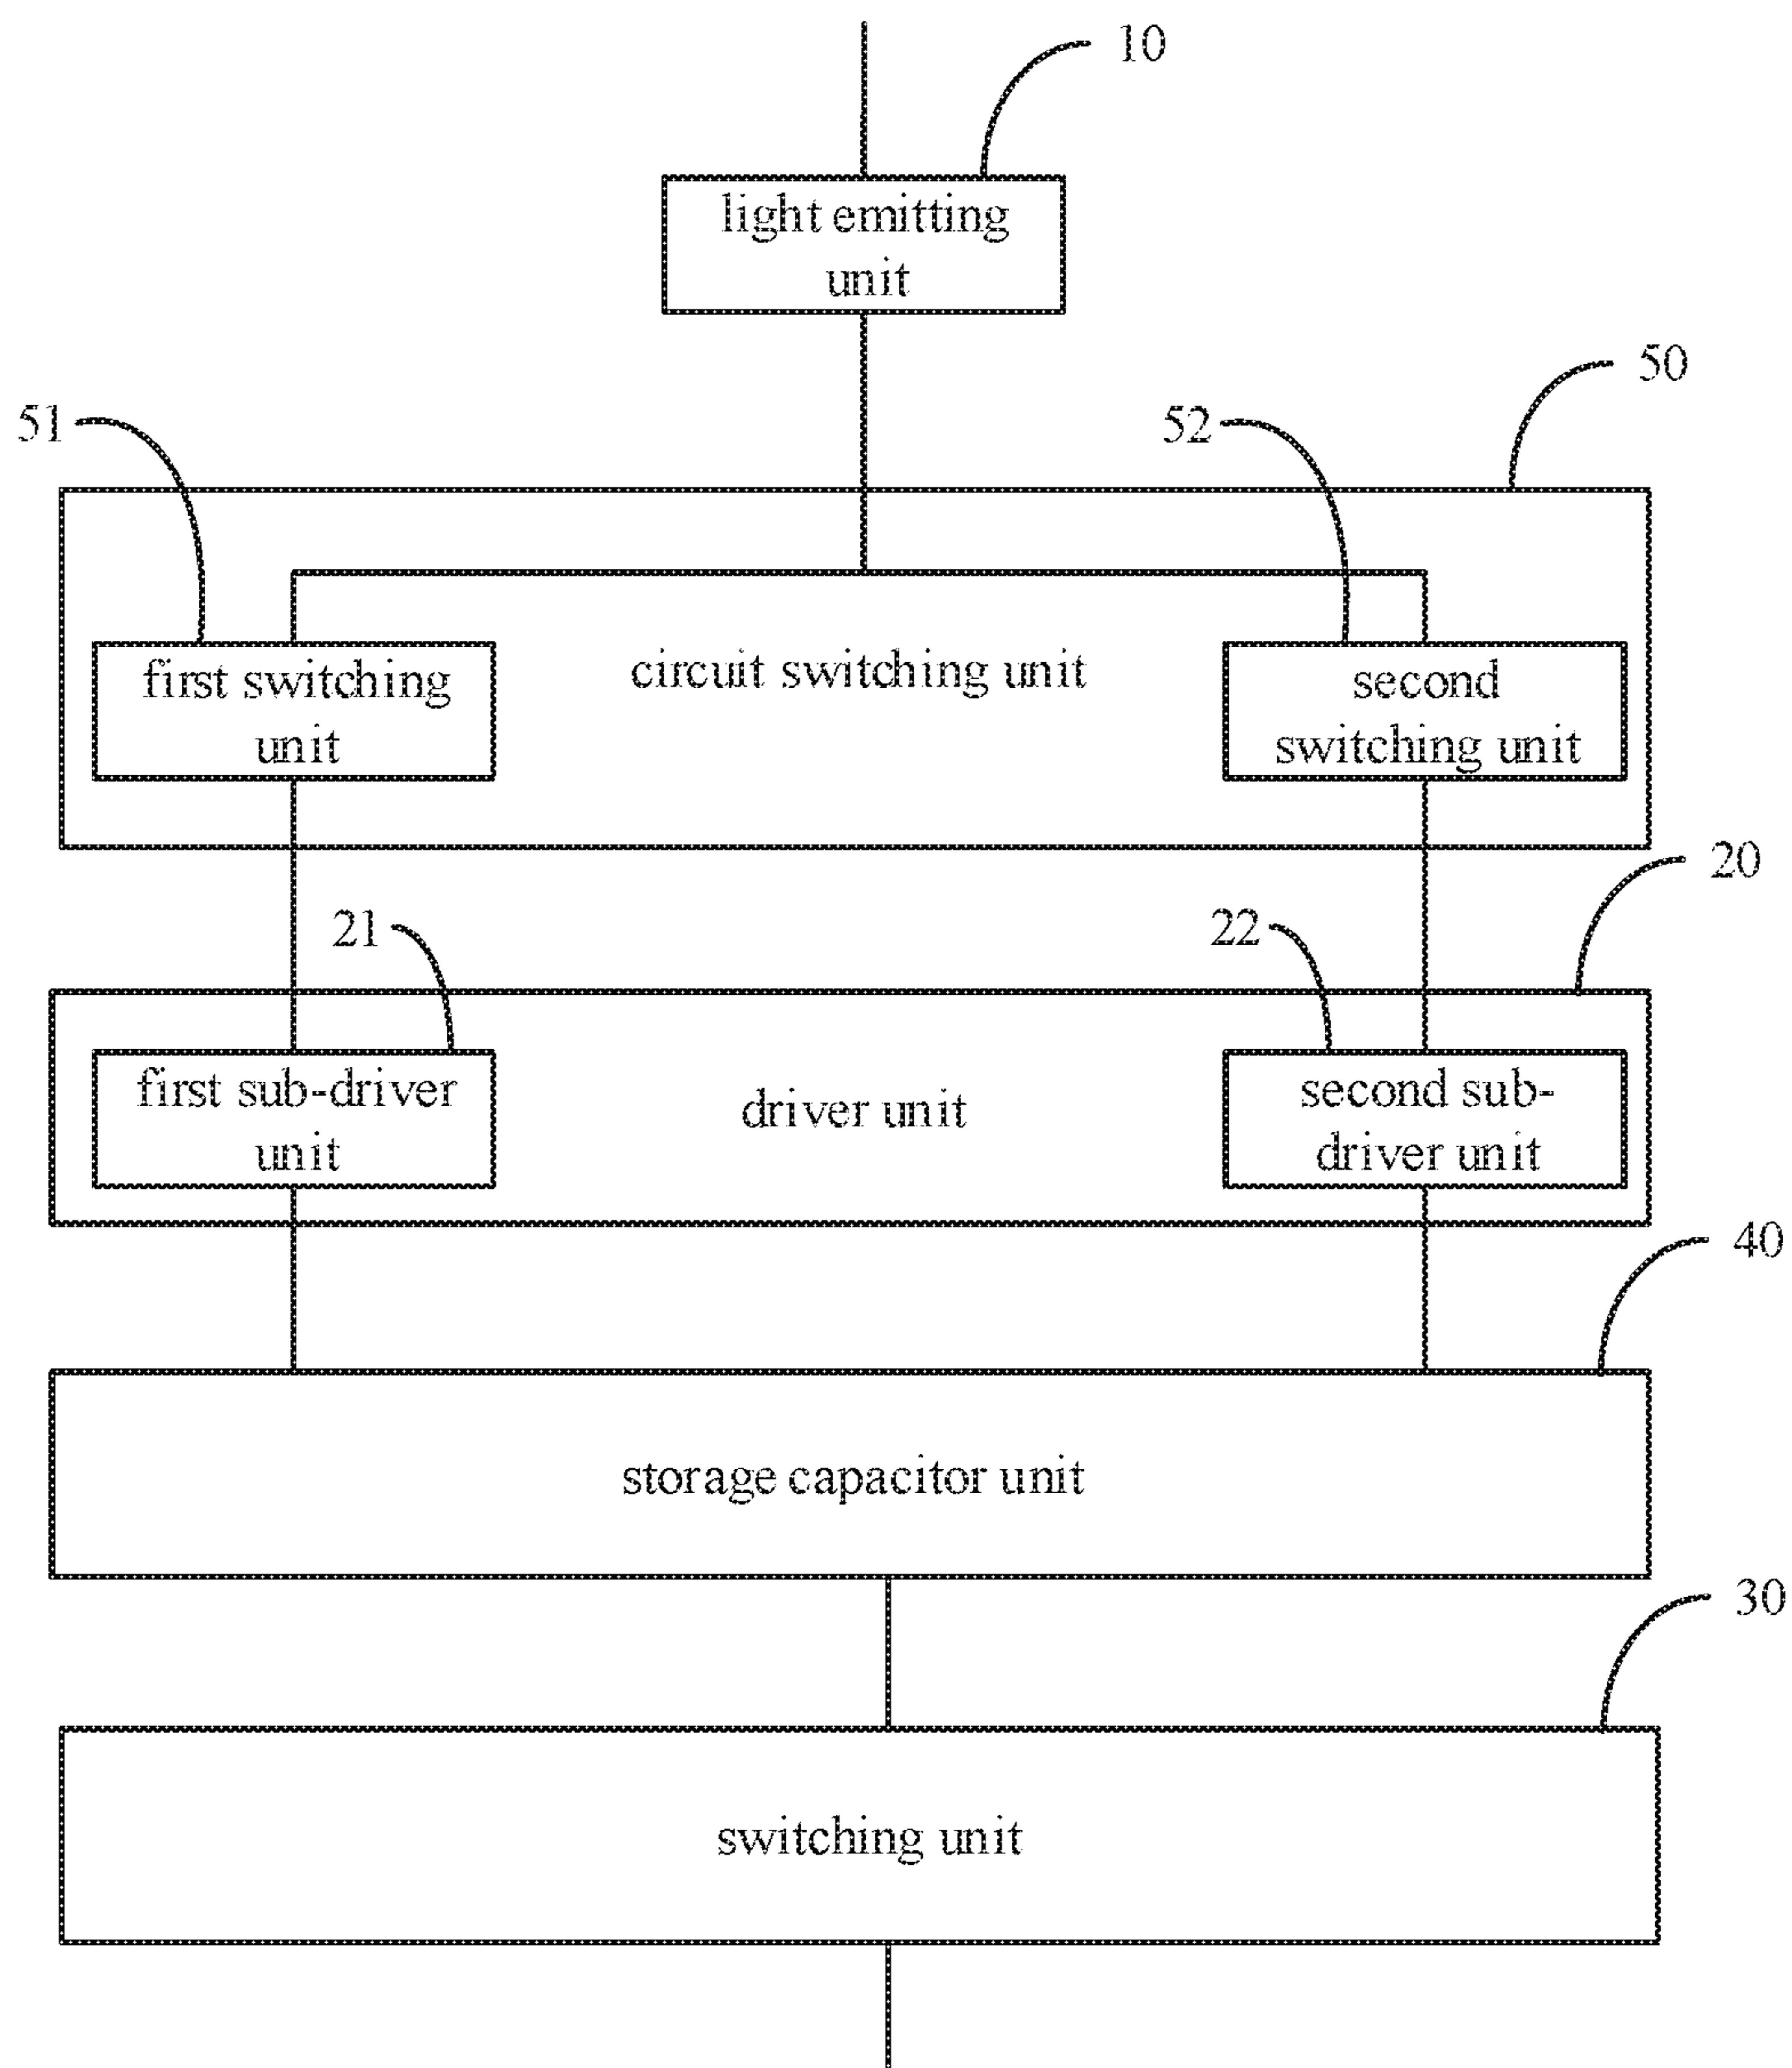 10
light emitting
unit
50
51
52
first switching
unit
circuit switching unit
second
switching unit
20
21
22
first sub-driver
unit
driver unit
second sub-
driver unit
40
storage capacitor unit
30
switching unit